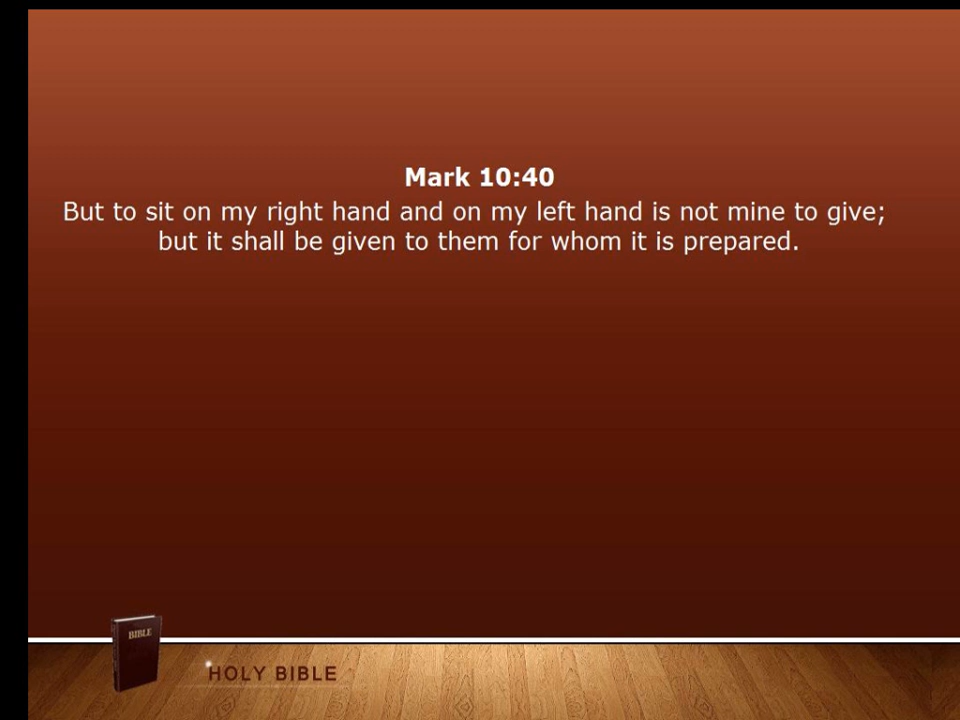 Mark 10:40
But to sit on my right hand and on my left hand is not mine to give;
but it shall be given to them for whom it is prepared.
BIBLE
HOLY BIBLE